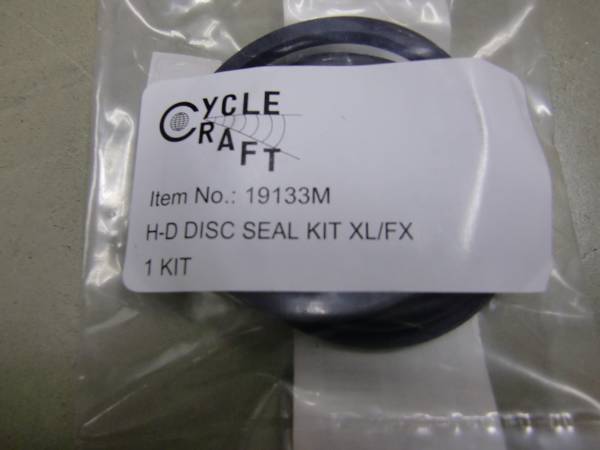 CYCLE
CRAFT
Item No.: 19133M
H-D DISC SEAL KIT XL/FX
1 KIT